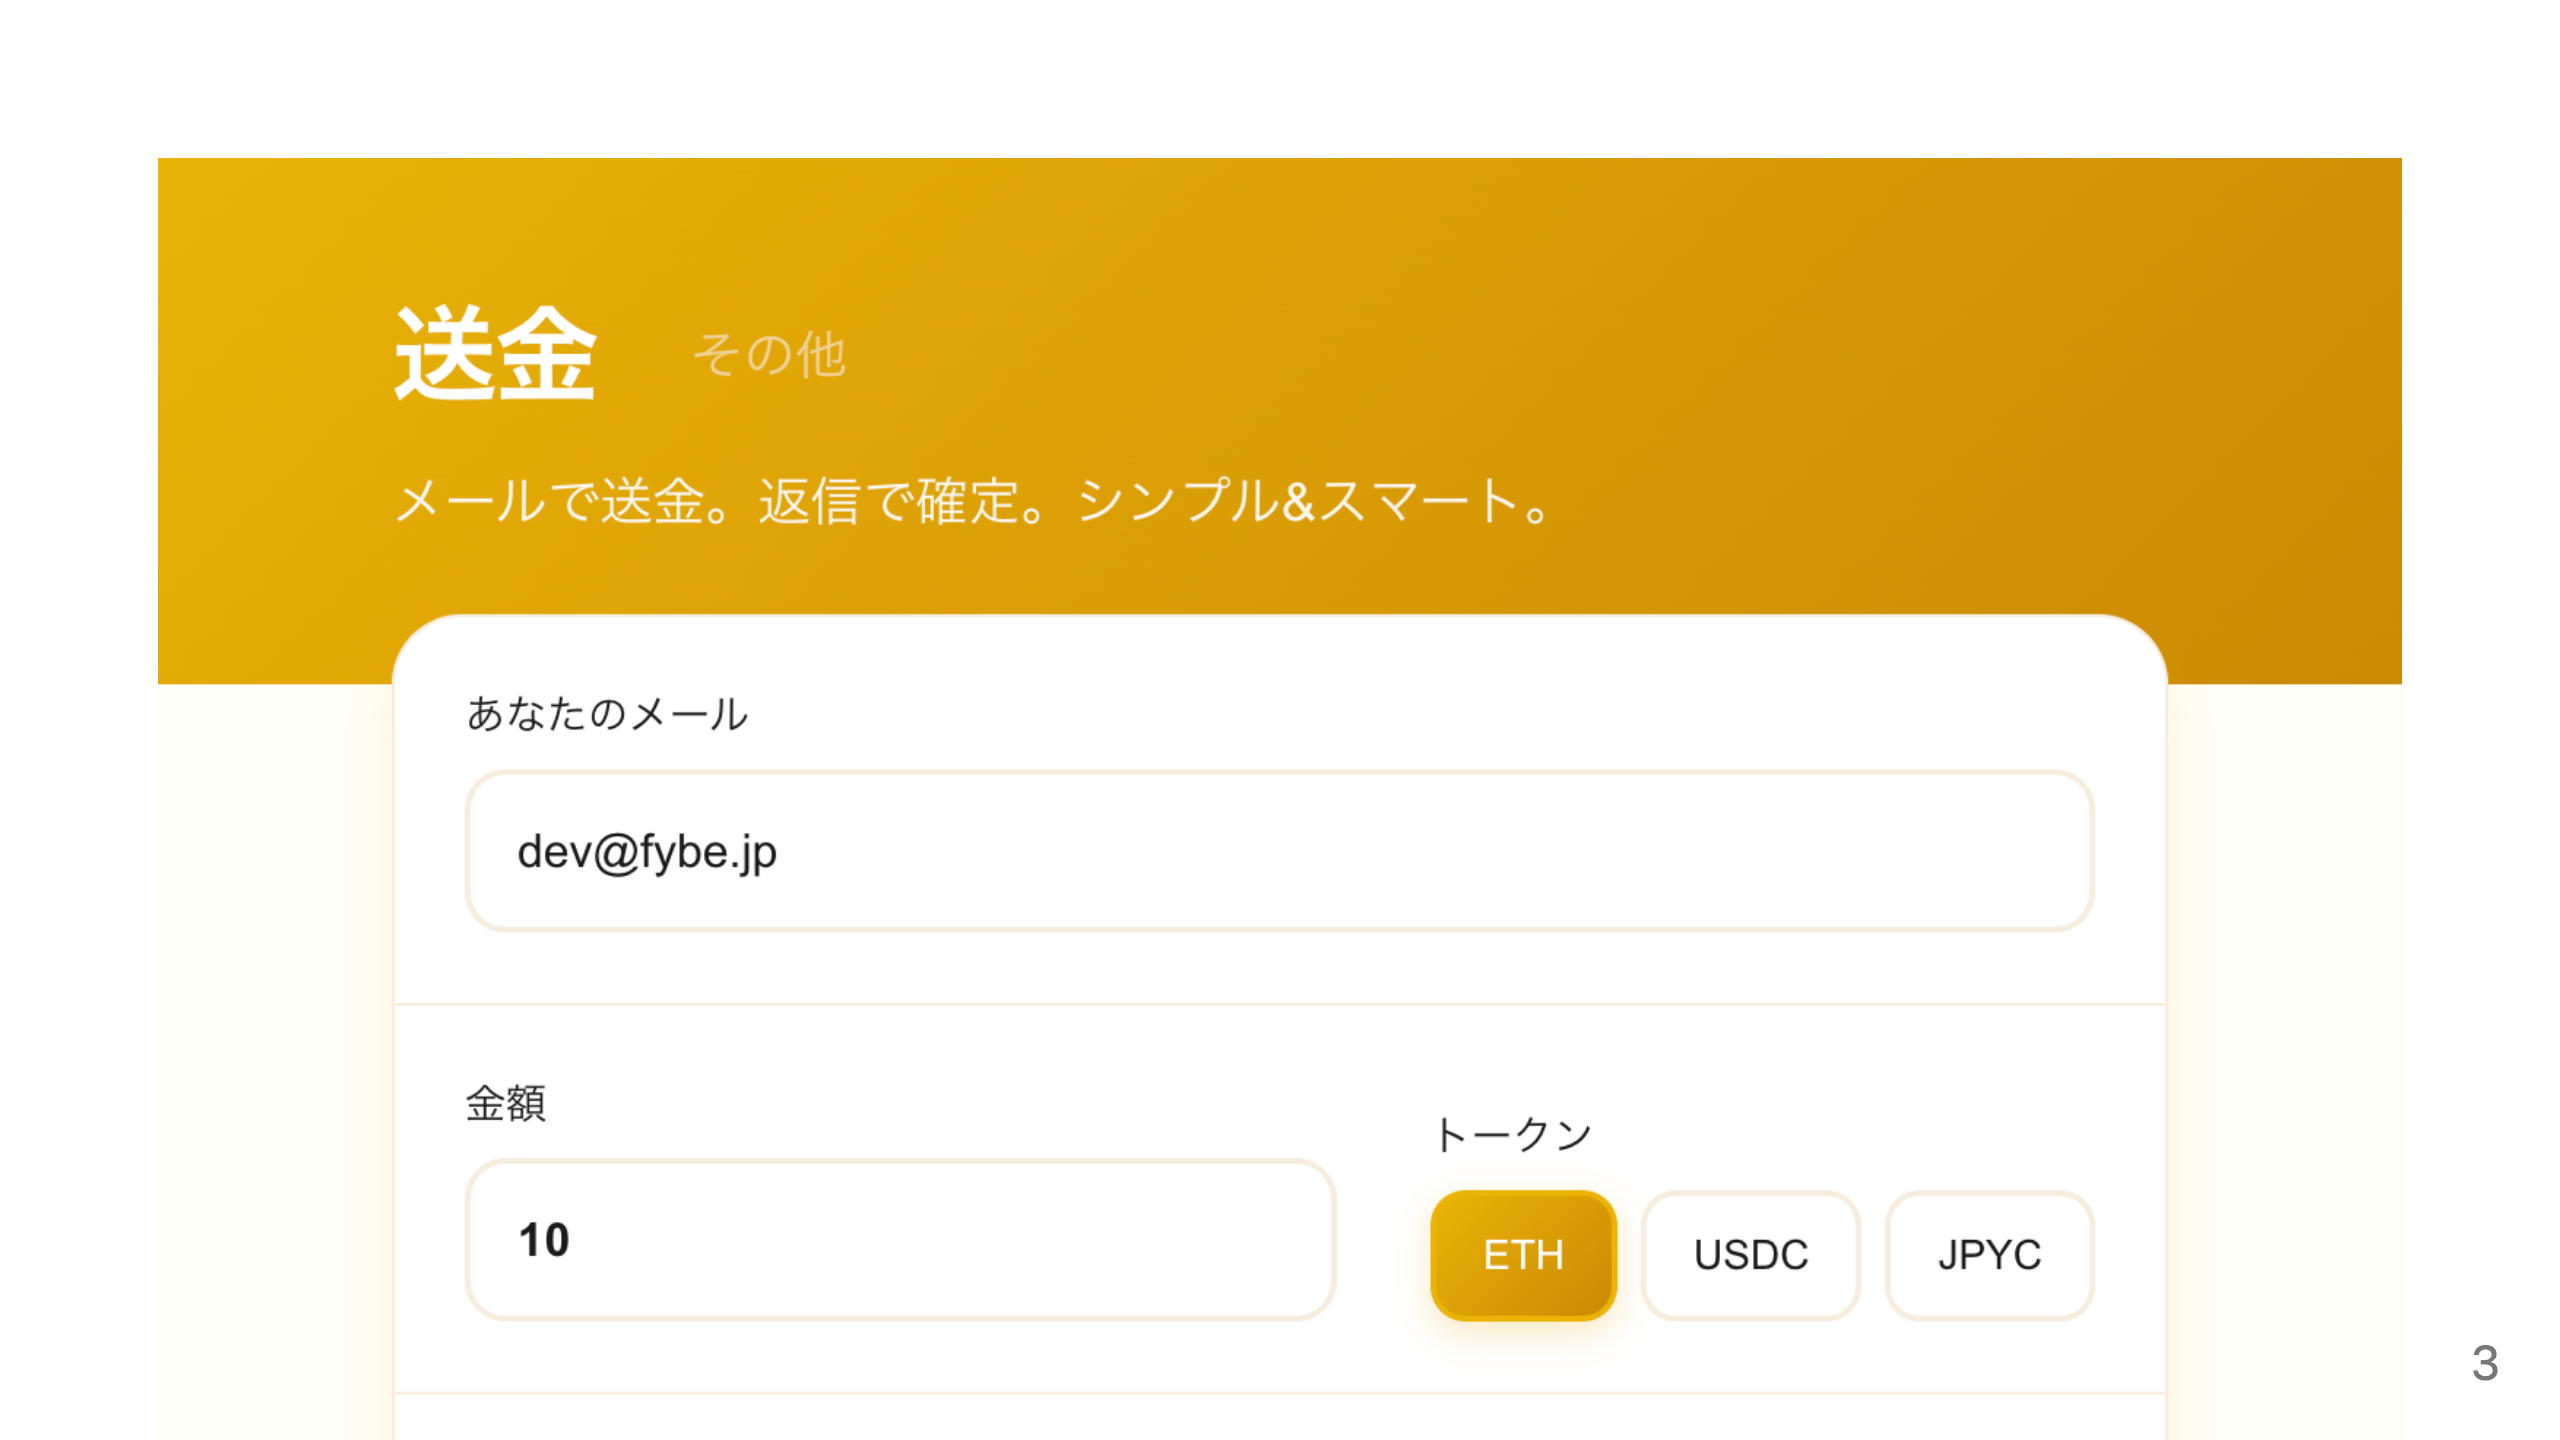 送金 その他
メールで送金。返信で確定。シンプル&スマート。
あなたのメール
dev@fybe.jp
金額
10
トークン
ETH USDC JPYC
3